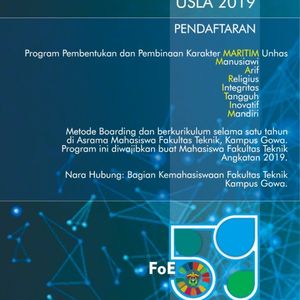 USLA 2019
PENDAFTARAN
Program Pembentukan dan Pembinaan Karakter MARITIM Unhas
Manusiawi
Arif
Religius
Integritas
Tangguh
Inovatif
Mandiri
Metode Boarding dan berkurikulum selama satu tahun
di Asrama Mahasiswa Fakultas Teknik, Kampus Gowa.
Program ini diwajibkan buat Mahasiswa Fakultas Teknik
Angkatan 2019.
Nara Hubung: Bagian Kemahasiswaan Fakultas Teknik
Kampus Gowa.
FoE